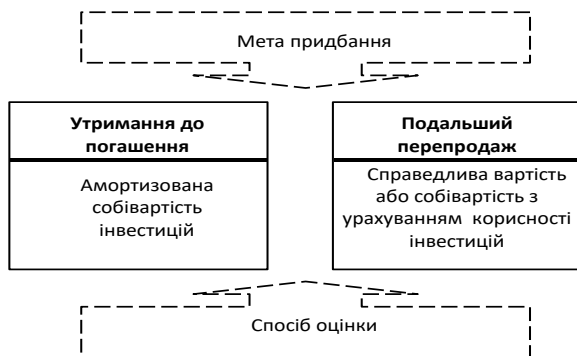 Мета придбання
Утримання до
погашення
Подальший
перепродаж
Амортизована
собівартість
інвестицій
Справедлива вартість
або собівартість з
урахуванням корисності
інвестицій
Спосіб оцінки